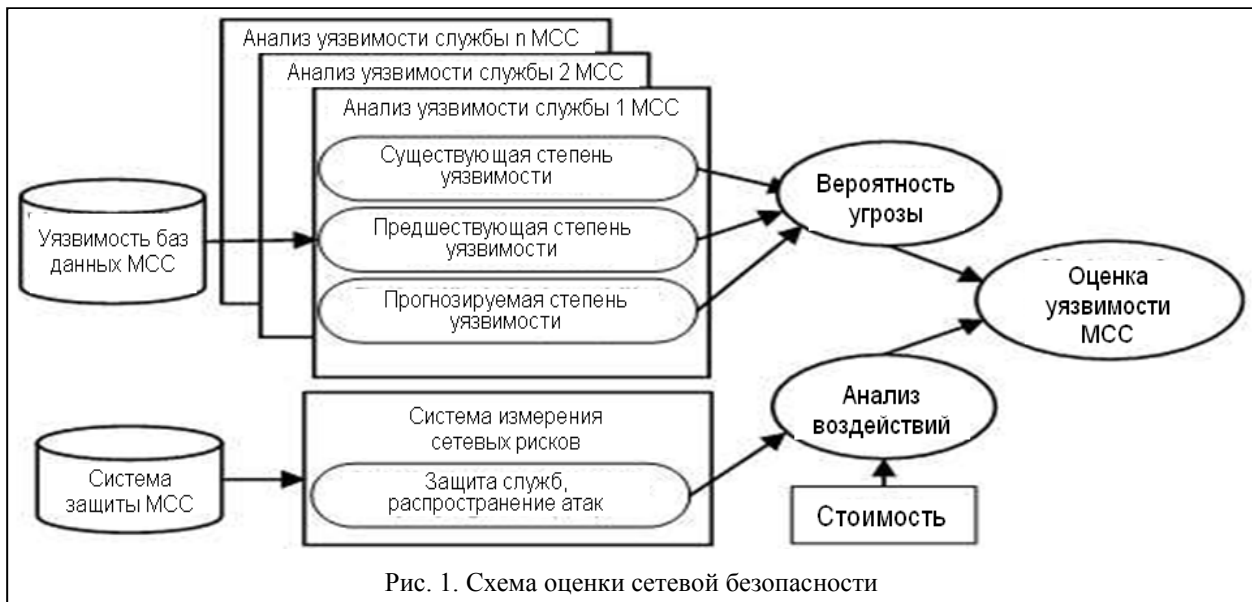 Анализ уязвимости службы n МСС
Анализ уязвимости службы 2 МСС
Анализ уязвимости службы 1 МСС
Существующая степень
уязвимости
Предшествующая степень
уязвимости
Прогнозируемая степень
уязвимости
Уязвимость баз
данных МСС
Вероятность
угрозы
Оценка
уязвимости
МСС
Система измерения
сетевых рисков
Защита служб,
распространение атак
Система
защиты МСС
Анализ
воздействий
Стоимость
Рис. 1. Схема оценки сетевой безопасности